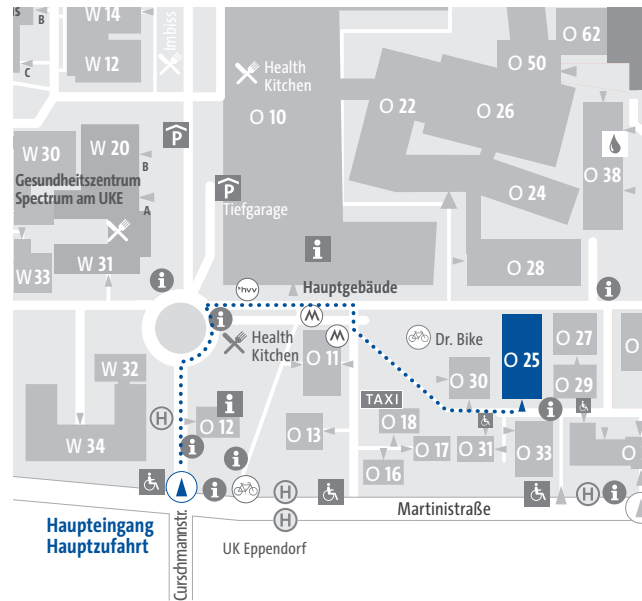 W 14
B
B
C
W 12
Imbiss
Health
Kitchen
O 10
O 62
O 50
O 22
O 26
W 30
W 20
B
A
Gesundheitszentrum
Spectrum am UKE
P
P
Tiefgarage
O 38
O 24
W 31
W 33
i
i
hvv
Hauptgebäude
O 28
i
i
M
M
Health
Kitchen
Dr. Bike
O 11
O 25
O 27
O 30
O 29
W 32
i
TAXI
O 18
i
H
O 12
O 13
W 34
i
i
O 17
O 31
O 33
O
O 16
i
H
H
H
i
Martinistraße
Haupteingang
Hauptzufahrt
Curschmannstr.
UK Eppendorf